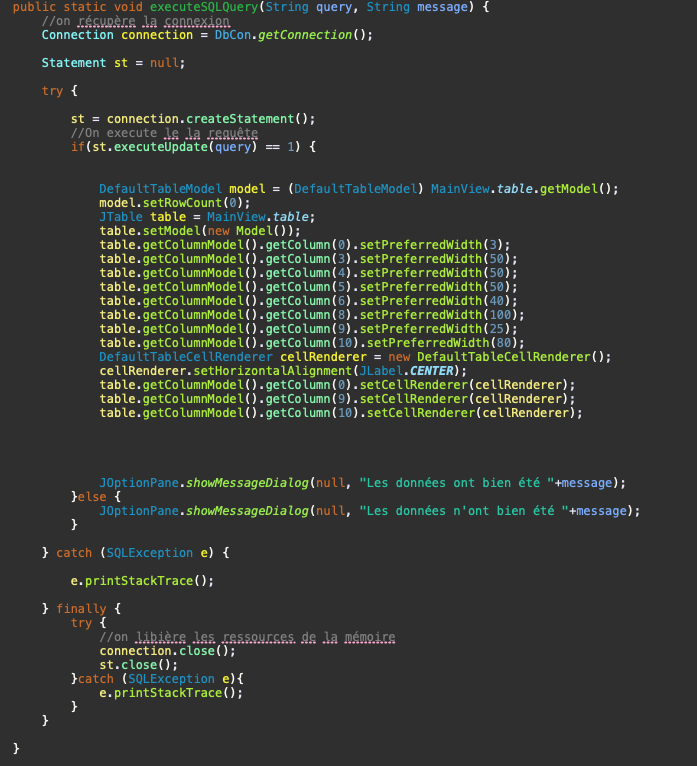 public static void executeSQLQuery(String query, String message) {
//on récupère la connexion
Connection connection = DbCon.getConnection();
Statement st = null;
try {
st = connection.createStatement();
//On execute le la requête
if(st.executeUpdate(query) == 1) {
DefaultTableModel model = (DefaultTableModel) MainView.table.getModel();
model.setRowCount(0);
JTable table = MainView.table;
table.setModel(new Model());
table.getColumnModel().getColumn(0).setPreferredWidth(3);
table.getColumnModel().getColumn(3).setPreferredWidth(50);
table.getColumnModel().getColumn(4).setPreferredWidth(50);
table.getColumnModel().getColumn(5).setPreferredWidth(50);
table.getColumnModel().getColumn(6).setPreferredWidth(40);
table.getColumnModel().getColumn(8).setPreferredWidth(100);
table.getColumnModel().getColumn(9).setPreferredWidth(25);
table.getColumnModel().getColumn(10).setPreferredWidth(80);
DefaultTableCellRenderer cellRenderer = new DefaultTableCellRenderer();
cellRenderer.setHorizontalAlignment(JLabel.CENTER);
table.getColumnModel().getColumn(0).setCellRenderer(cellRenderer);
table.getColumnModel().getColumn(9).setCellRenderer(cellRenderer);
table.getColumnModel().getColumn(10).setCellRenderer(cellRenderer);
JOptionPane.showMessageDialog(null, "Les données ont bien été "+message);
}else {
JOptionPane.showMessageDialog(null, "Les données n'ont bien été "+message);
}
} catch (SQLException e) {
e.printStackTrace();
} finally {
try {
//on libière les ressources de la mémoire
connection.close();
st.close();
}catch (SQLException e){
e.printStackTrace();
}
}
}